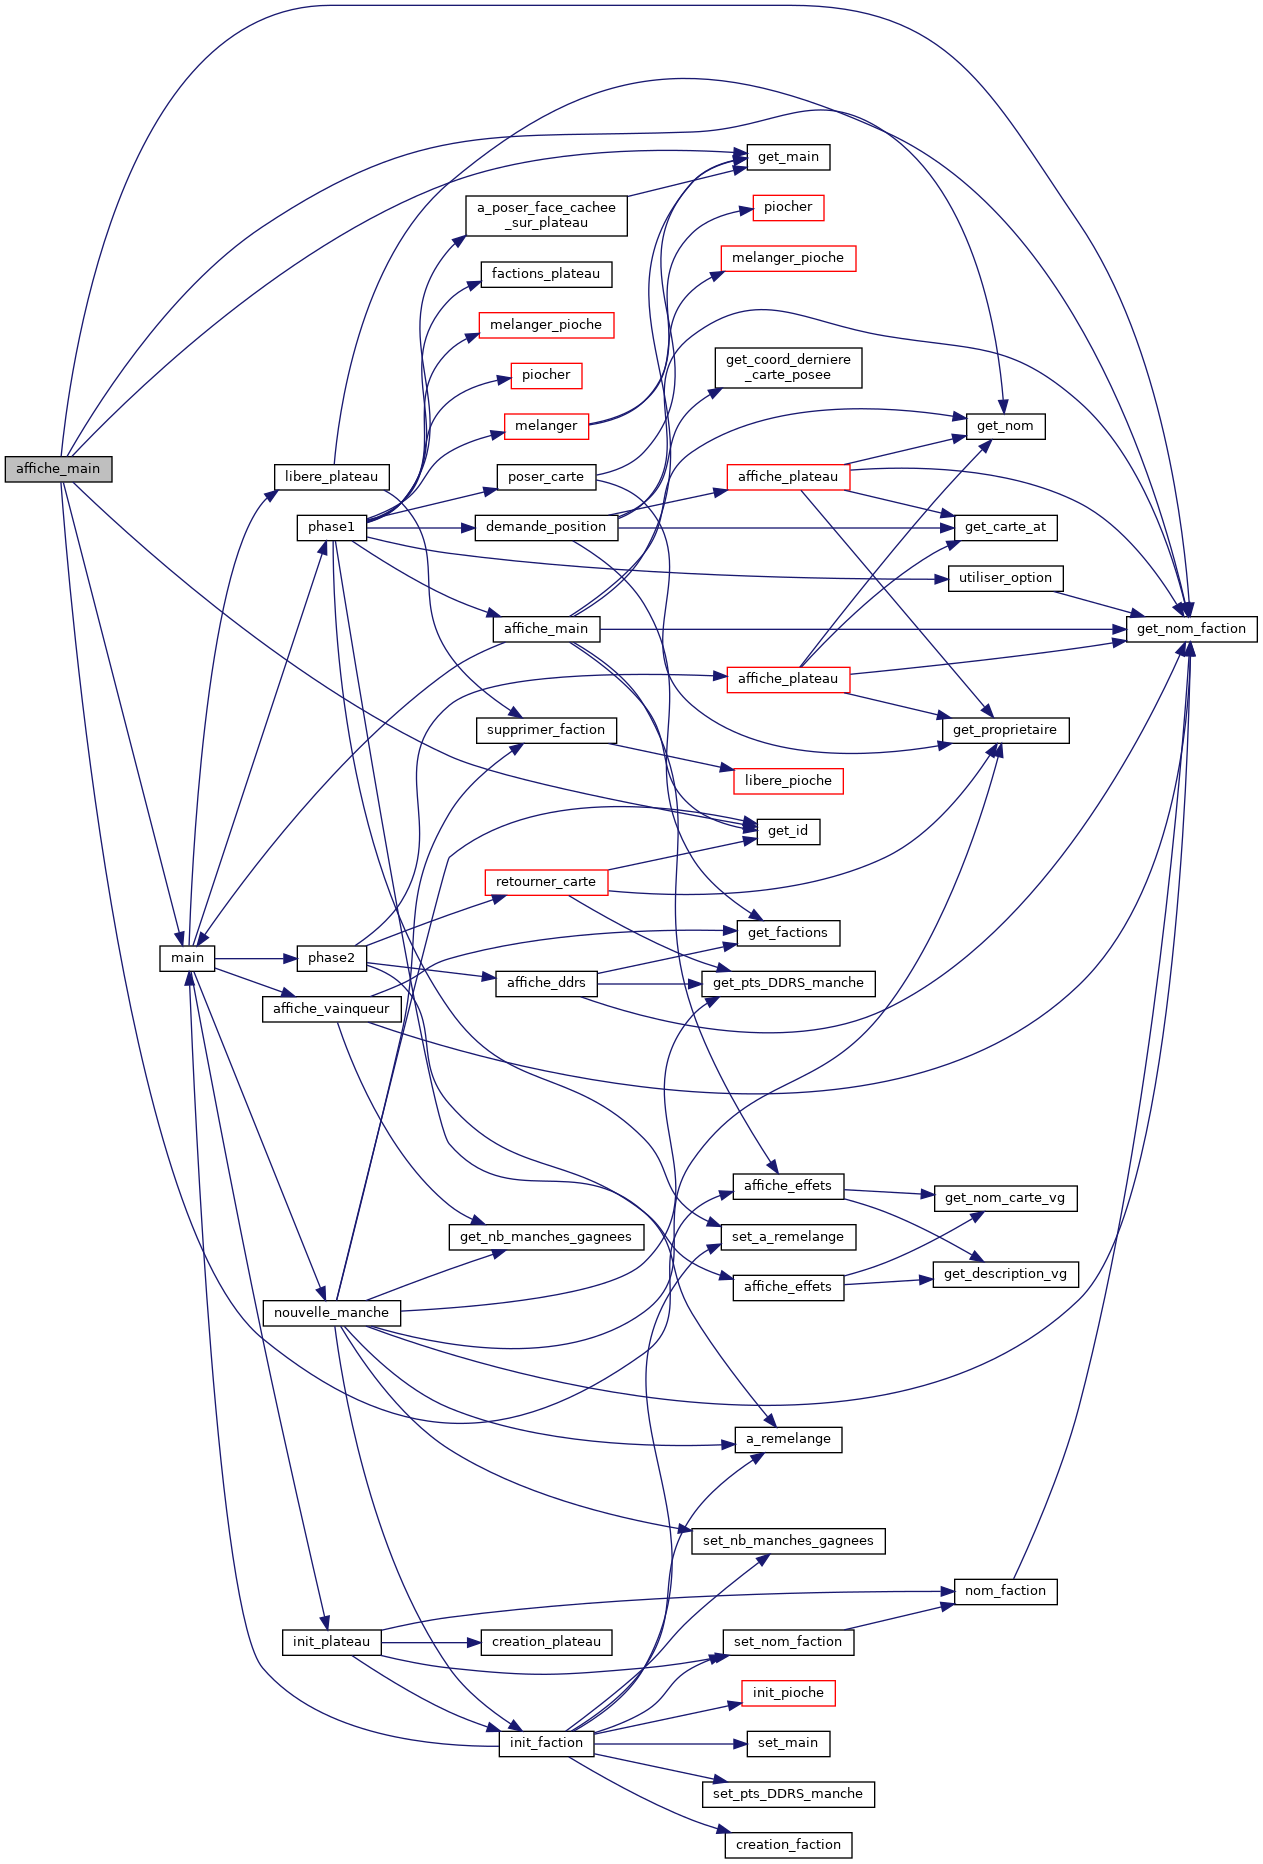 affiche_main
get_main
a_poser_face_cachee
_sur_plateau
piocher
melanger_pioche
factions_plateau
melanger_pioche
get_coord_derniere
_carte_posee
piocher
melanger
get_nom
libere_plateau
poser_carte
affiche_plateau
phase1
demande_position
get_carte_at
utiliser_option
affiche_main
get_nom_faction
affiche_plateau
supprimer_faction
get_proprietaire
libere_pioche
get_id
retourner_carte
get_factions
main
phase2
affiche_ddrs
get_pts_DDRS_manche
affiche_vainqueur
affiche_effets
get_nom_carte_vg
get_nb_manches_gagnees
set_a_remelange
get_description_vg
affiche_effets
nouvelle_manche
a_remelange
set_nb_manches_gagnees
nom_faction
init_plateau
creation_plateau
set_nom_faction
init_pioche
init_faction
set_main
set_pts_DDRS_manche
creation_faction